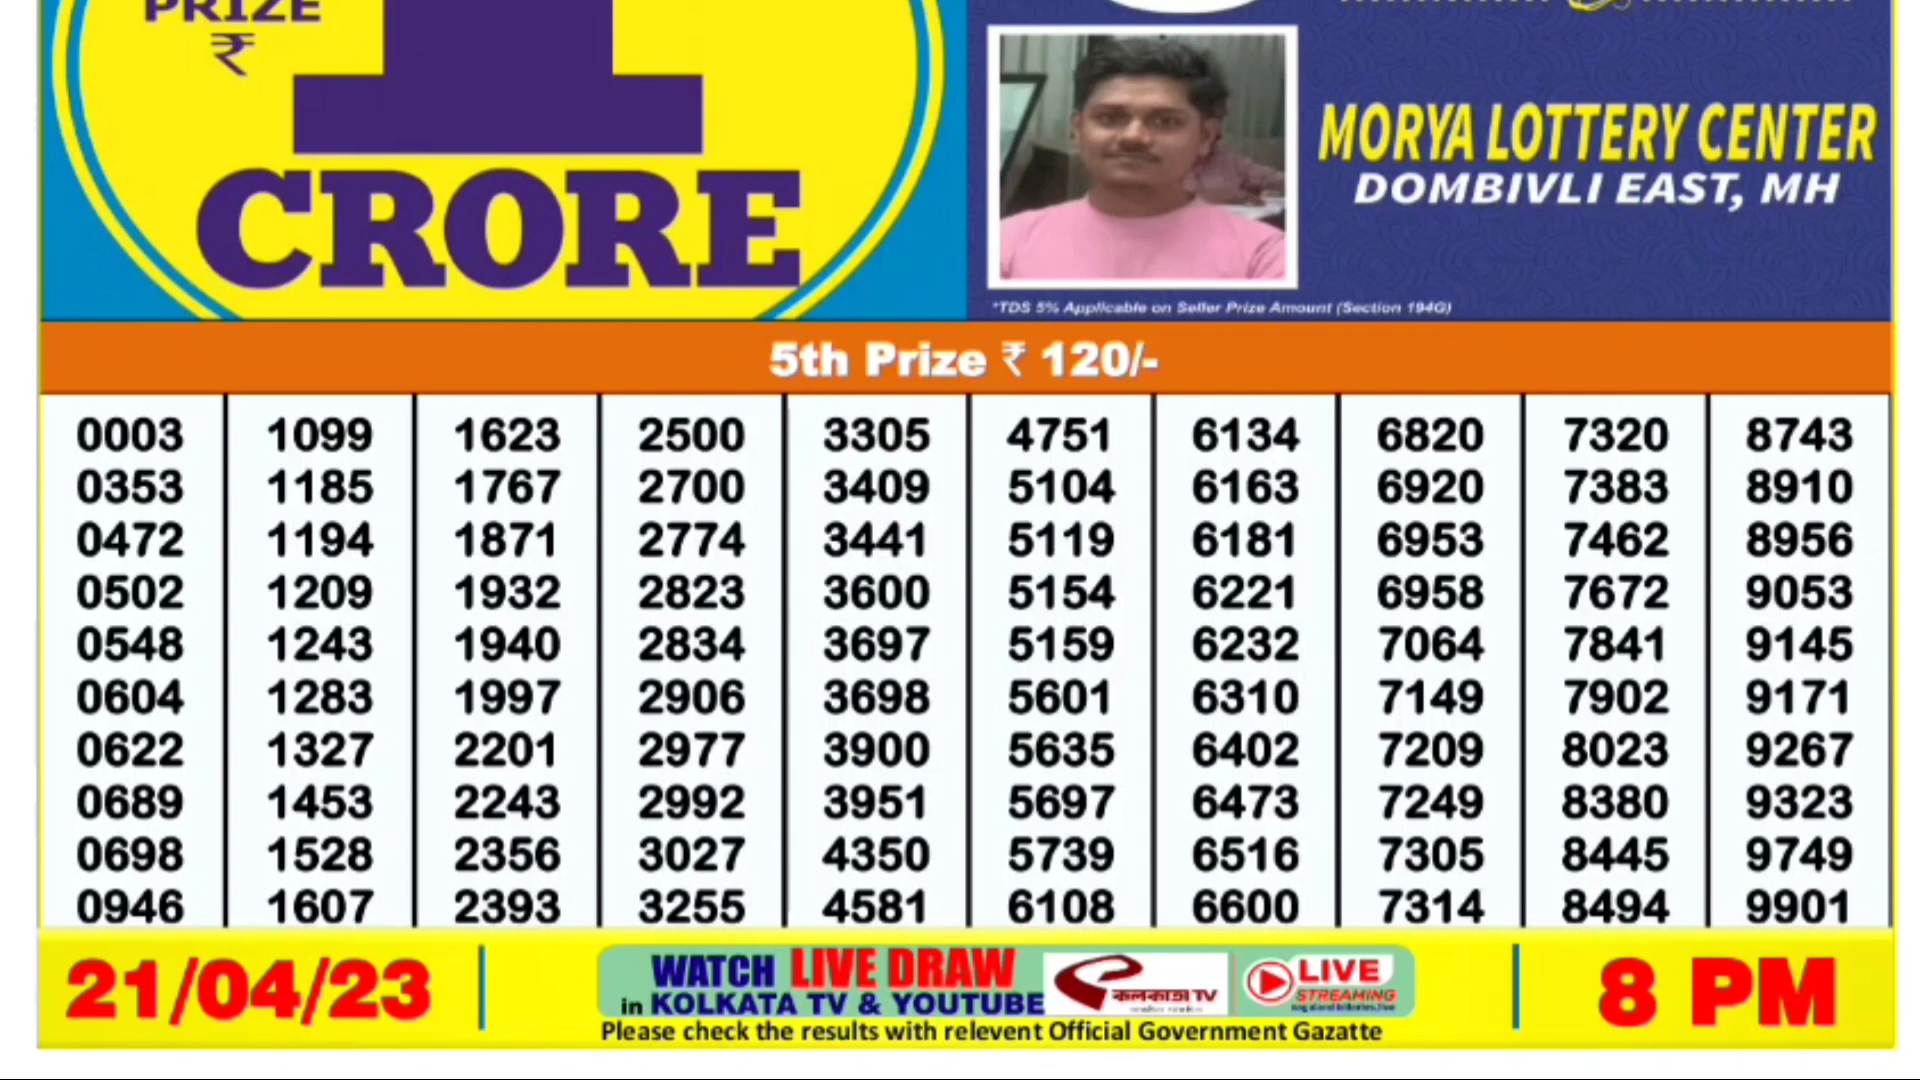 PRIZE
₹
1
CRORE
MORYA LOTTERY CENTER
DOMBIVLI EAST, MH
*TDS 5% Applicable on Seller Prize Amount (Section 194G)
5th Prize ₹ 120/-
0003 1099 1623 2500 3305 4751 6134 6820 7320 8743
0353 1185 1767 2700 3409 5104 6163 6920 7383 8910
0472 1194 1871 2774 3441 5119 6181 6953 7462 8956
0502 1209 1932 2823 3600 5154 6221 6958 7672 9053
0548 1243 1940 2834 3697 5159 6232 7064 7841 9145
0604 1283 1997 2906 3698 5601 6310 7149 7902 9171
0622 1327 2201 2977 3900 5635 6402 7209 8023 9267
0689 1453 2243 2992 3951 5697 6473 7249 8380 9323
0698 1528 2356 3027 4350 5739 6516 7305 8445 9749
0946 1607 2393 3255 4581 6108 6600 7314 8494 9901
21/04/23
WATCH LIVE DRAW
in KOLKATA TV & YOUTUBE
কলকাতা TV
LIVE
STREAMING
Please check the results with relevent Official Government Gazatte
8 PM